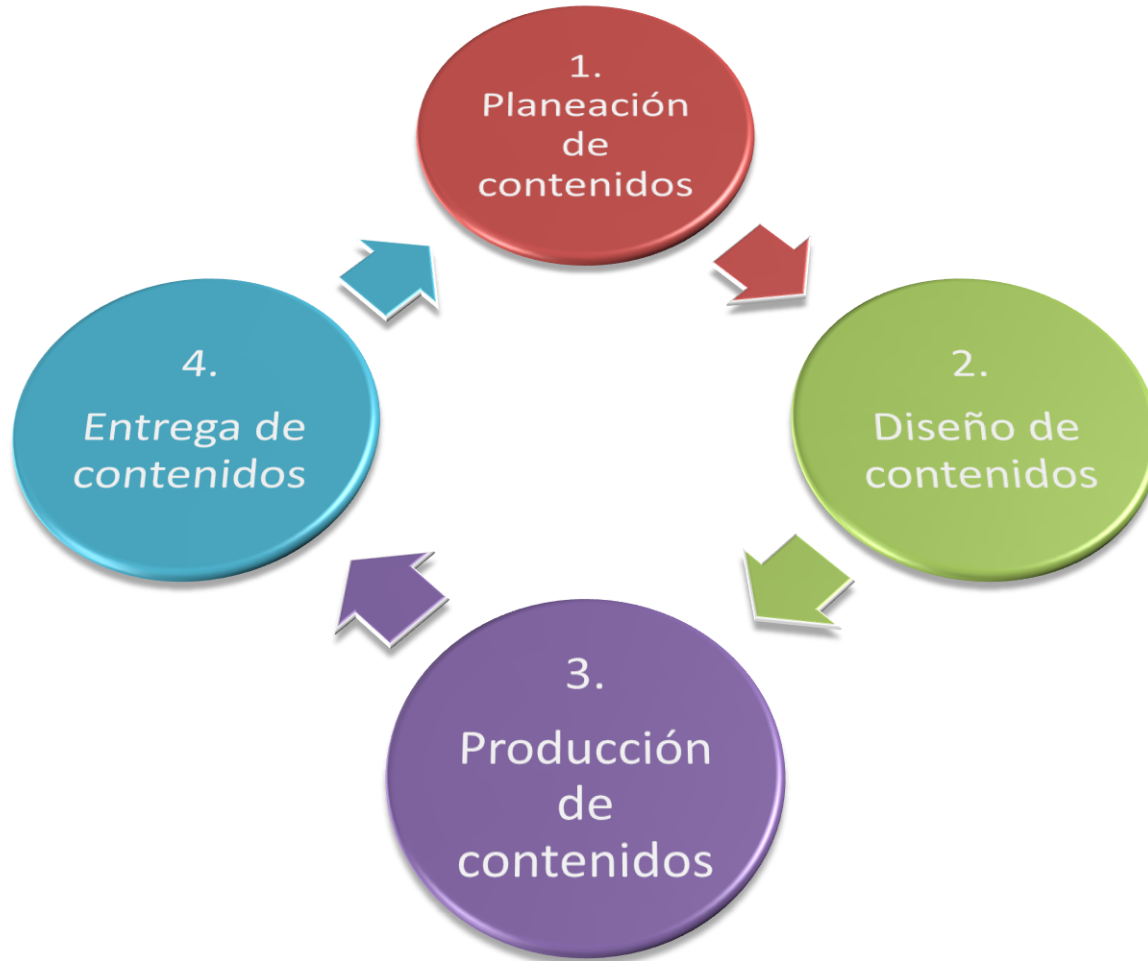 1.
Planeación
de
contenidos
2.
Diseño de
contenidos
3.
Producción
de
contenidos
4.
Entrega de
contenidos